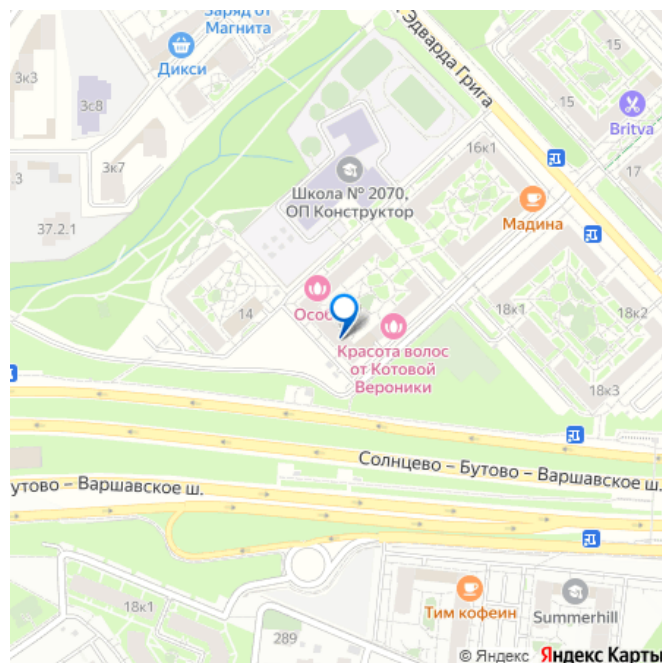 Заряд от
Магнита
Дикси
3к3
3с8
3к7
37.2.1
Эдварда Грига
15
15
Britva
17
16к1
Школа № 2070,
ОП Конструктор
Мадина
14
Красота волос
от Котовой
Вероники
18к1
18к2
18к3
Солнцево – Бутово – Варшавское ш.
утово – Варшавское ш.
18к1
289
Тим кофеин
Summerhill
© Яндекс Яндекс Карты